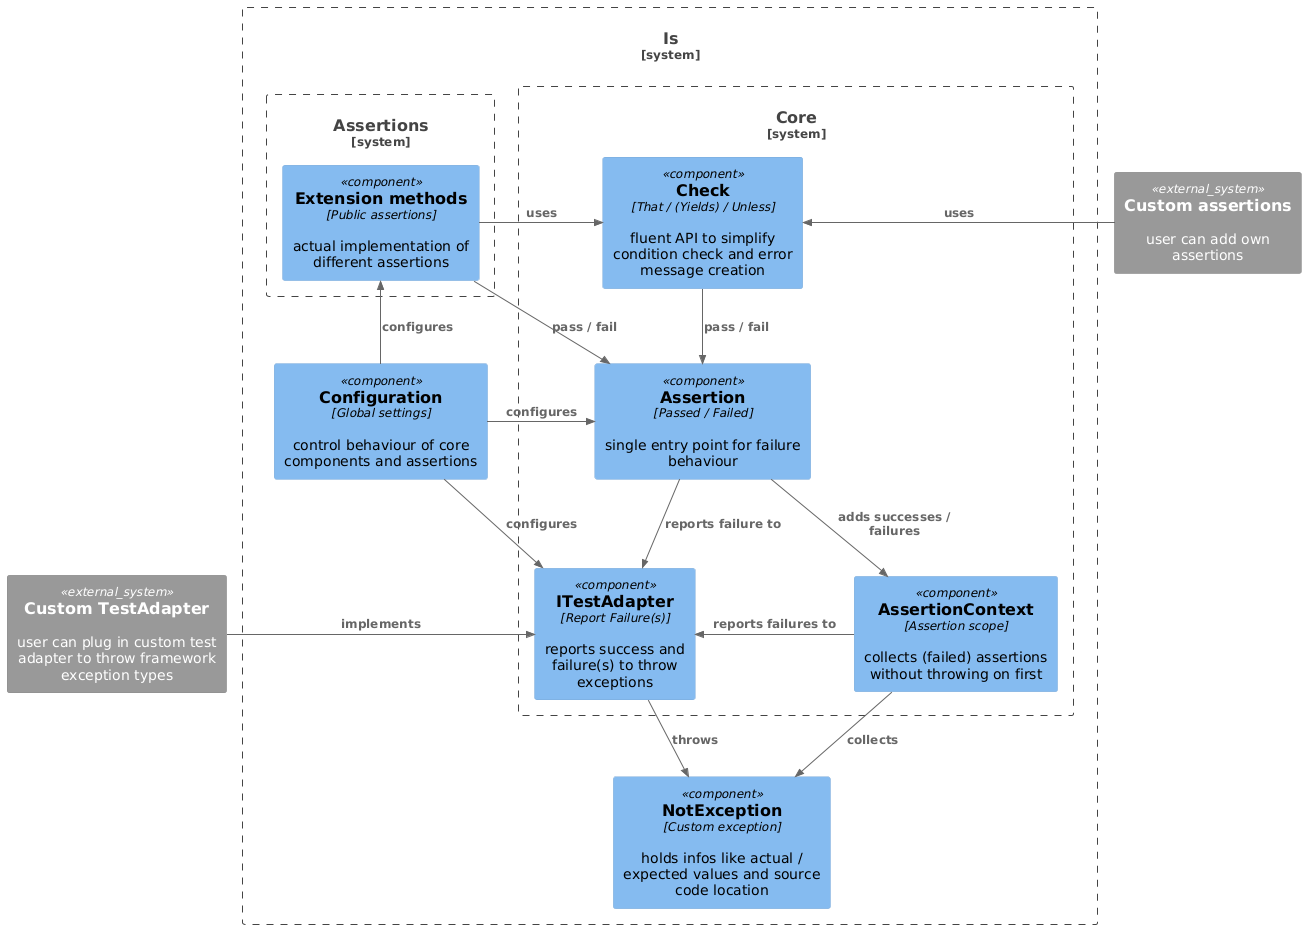 Is
[system]
Assertions
[system]
Core
[system]
«component»
Extension methods
[Public assertions]
actual implementation of
different assertions
uses
«component»
Check
[That / (Yields) / Unless]
fluent API to simplify
condition check and error
message creation
uses
«external_system»
Custom assertions
user can add own
assertions
configures
pass / fail
pass / fail
«component»
Configuration
[Global settings]
control behaviour of core
components and assertions
configures
«component»
Assertion
[Passed / Failed]
single entry point for failure
behaviour
configures
reports failure to
adds successes /
failures
«external_system»
Custom TestAdapter
user can plug in custom test
adapter to throw framework
exception types
implements
«component»
ITestAdapter
[Report Failure(s)]
reports success and
failure(s) to throw
exceptions
reports failures to
«component»
AssertionContext
[Assertion scope]
collects (failed) assertions
without throwing on first
throws
collects
«component»
NotException
[Custom exception]
holds infos like actual /
expected values and source
code location